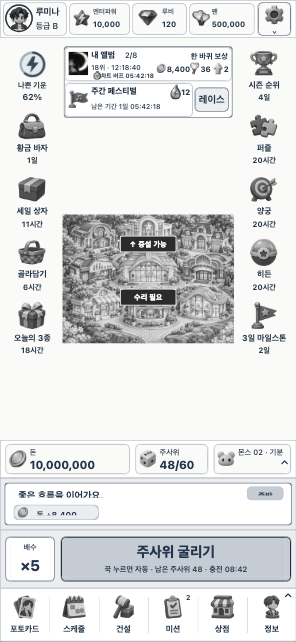 루미나
등급 B
엔터파워
10,000
루비
120
팬
500,000
나쁜 기운
62%
황금 바자
1일
세일 상자
11시간
골라담기
6시간
오늘의 3종
18시간
내 앨범 2/8
한 바퀴 보상
18위 · 12:18:40
8,400 36 2
파트 버프 05:42:18
주간 페스티벌
12
남은 기간 1일 05:42:18
레이스
시즌 순위
4일
퍼즐
20시간
양궁
20시간
히든
20시간
3일 마일스톤
2일
↑ 증설 가능
수리 필요
돈
10,000,000
주사위
48/60
몬스 02 · 기분
좋은 흐름을 이어가요.
돈 +8,400
배수
×5
주사위 굴리기
꾹 누르면 자동 · 남은 주사위 48 · 충전 08:42
포토카드
스케줄
건설
미션
2
상점
정보